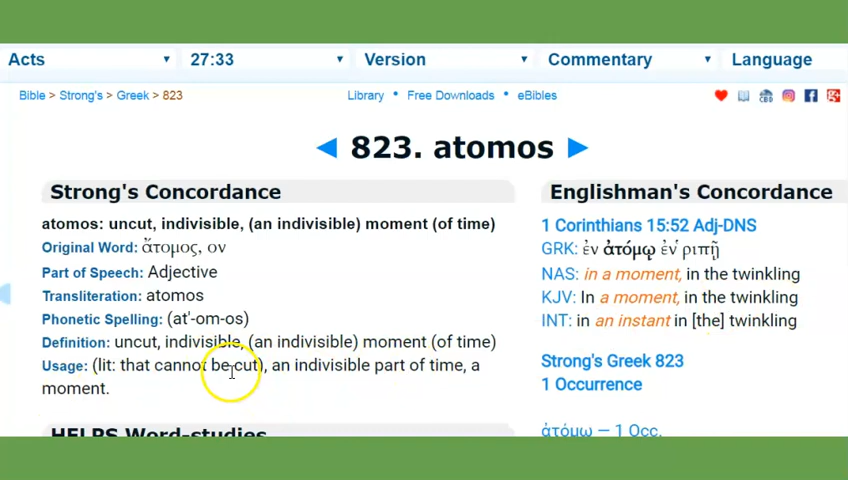 Acts 27:33 Version Commentary Language
Bible > Strong's > Greek > 823
Library • Free Downloads • eBibles
823. atomos
Strong's Concordance
atomos: uncut, indivisible, (an indivisible) moment (of time)
Original Word: ἄτομος, ον
Part of Speech: Adjective
Transliteration: atomos
Phonetic Spelling: (at'-om-os)
Definition: uncut, indivisible, (an indivisible) moment (of time)
Usage: (lit: that cannot be cut), an indivisible part of time, a
moment.
HELPS Word-studies
Englishman's Concordance
1 Corinthians 15:52 Adj-DNS
GRK: ἐν ἀτόμῳ ἐν ῥιπῇ
NAS: in a moment, in the twinkling
KJV: In a moment, in the twinkling
INT: in an instant in [the] twinkling
Strong's Greek 823
1 Occurrence
ἀτόμῳ — 1 Occ.